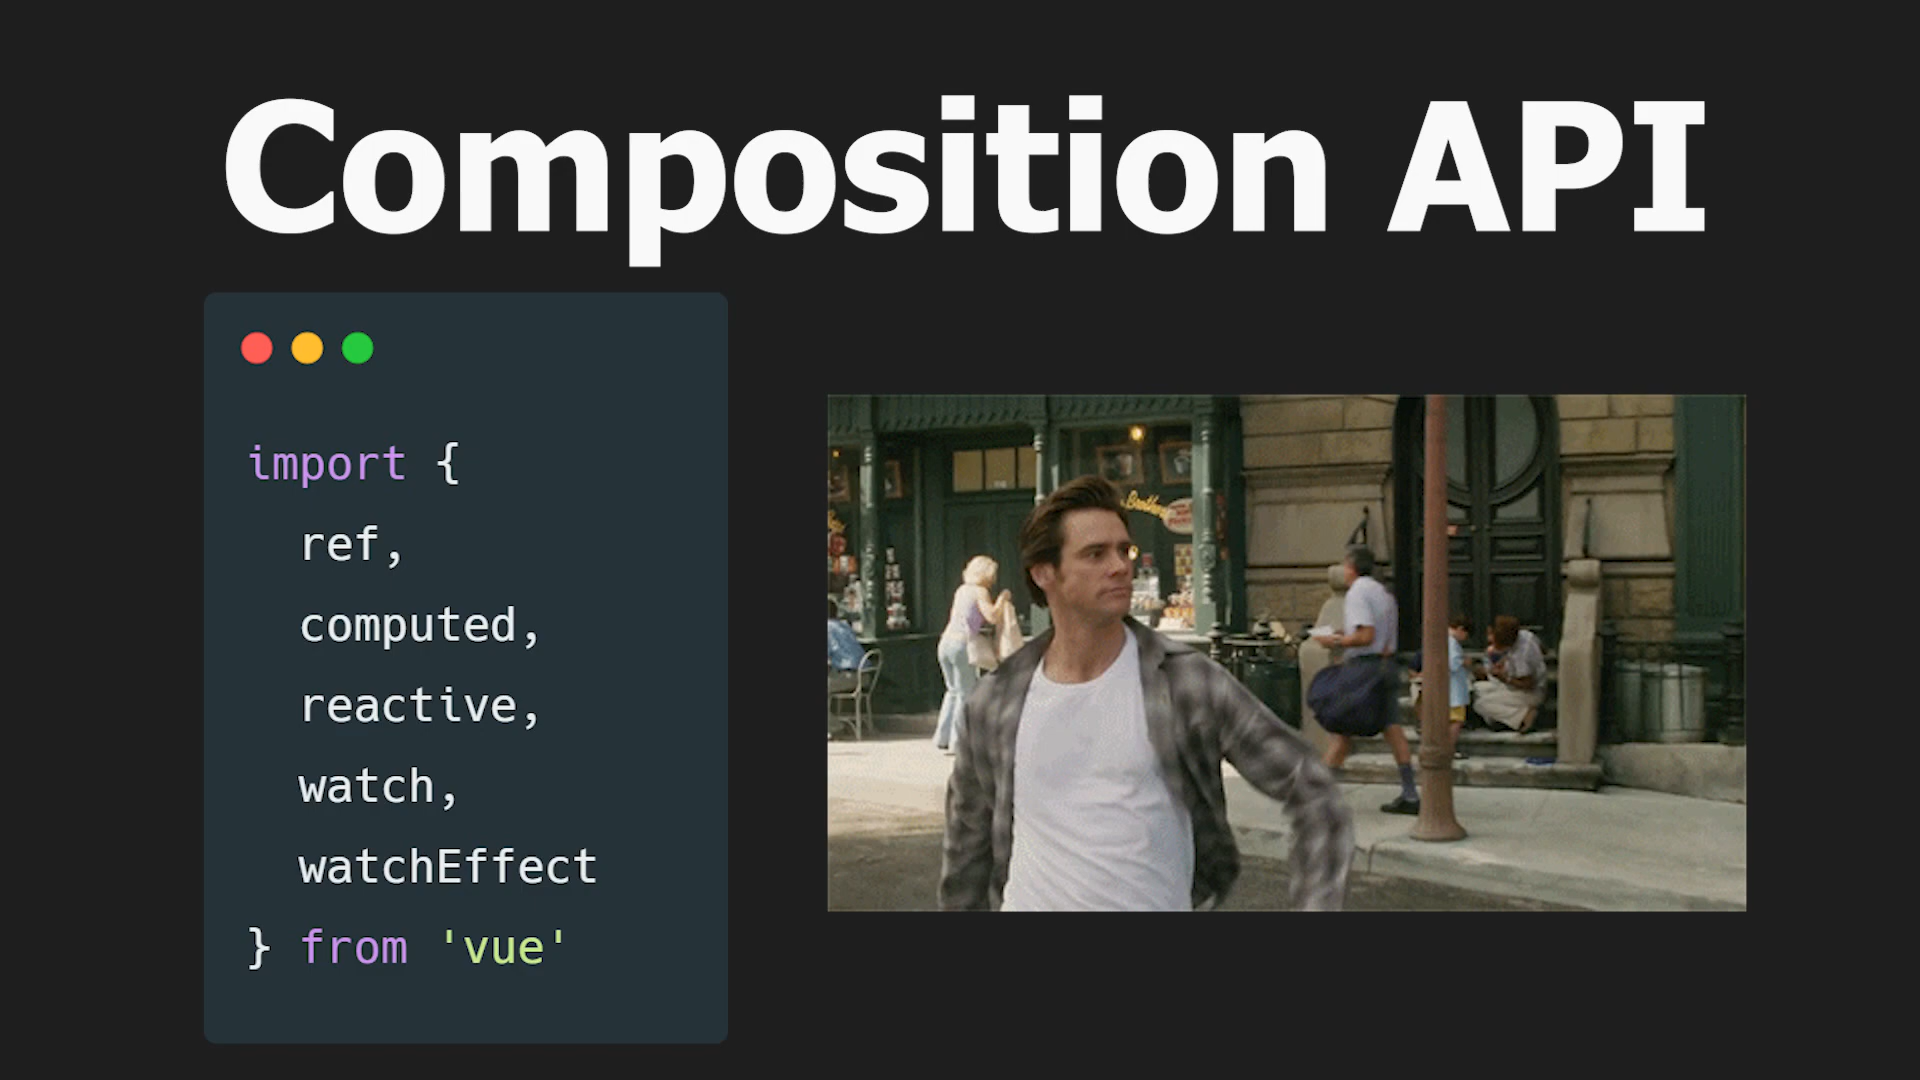 Composition API
import {
ref,
computed,
reactive,
watch,
watchEffect
} from 'vue'